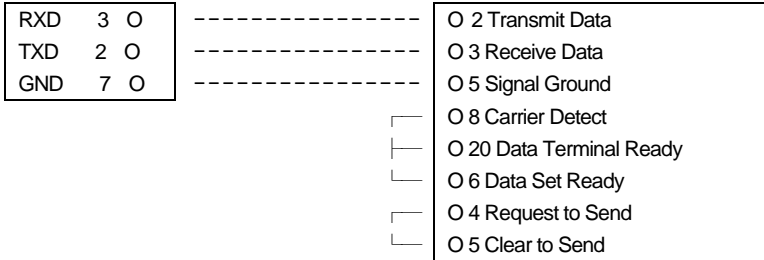 RXD 3 O O 2 Transmit Data
TXD 2 O O 3 Receive Data
GND 7 O O 5 Signal Ground
O 8 Carrier Detect
O 20 Data Terminal Ready
O 6 Data Set Ready
O 4 Request to Send
O 5 Clear to Send